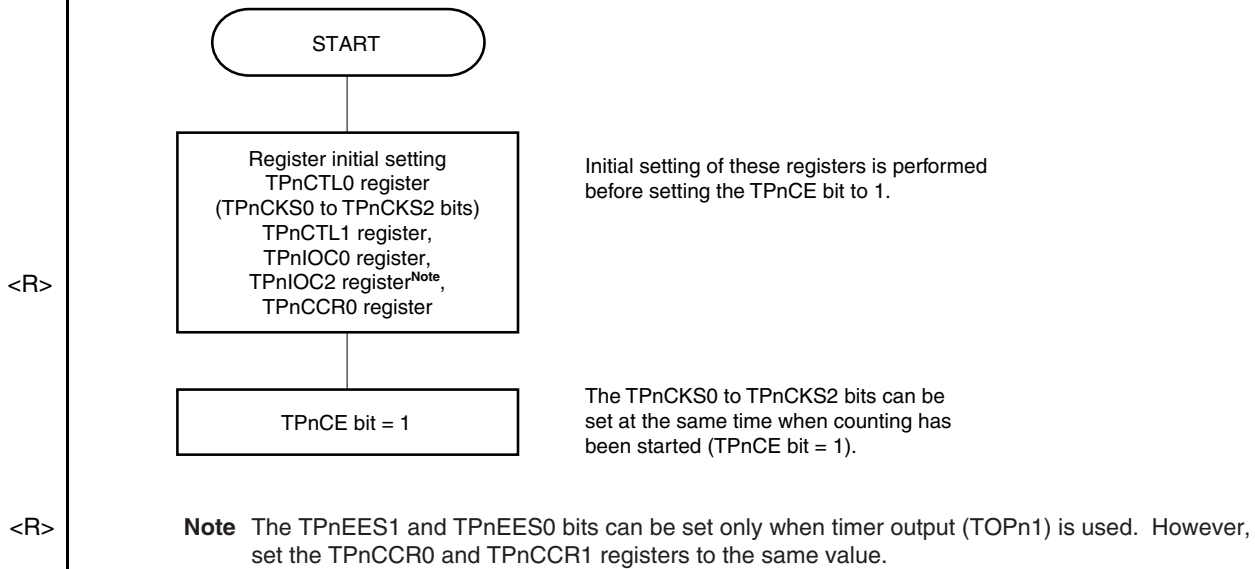 START
Register initial setting
TPnCTL0 register
(TPnCKS0 to TPnCKS2 bits)
TPnCTL1 register,
TPnIOC0 register,
TPnIOC2 registerNote,
TPnCCR0 register
Initial setting of these registers is performed
before setting the TPnCE bit to 1.
<R>
TPnCE bit = 1
The TPnCKS0 to TPnCKS2 bits can be
set at the same time when counting has
been started (TPnCE bit = 1).
<R>
Note The TPnEES1 and TPnEES0 bits can be set only when timer output (TOPn1) is used. However,
set the TPnCCR0 and TPnCCR1 registers to the same value.